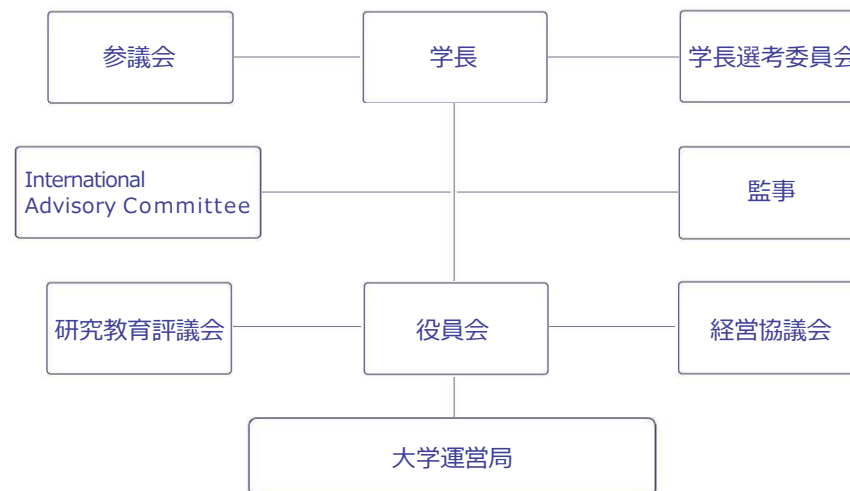 参議会
学長
学長選考委員会
International
Advisory Committee
監事
研究教育評議会
役員会
経営協議会
大学運営局